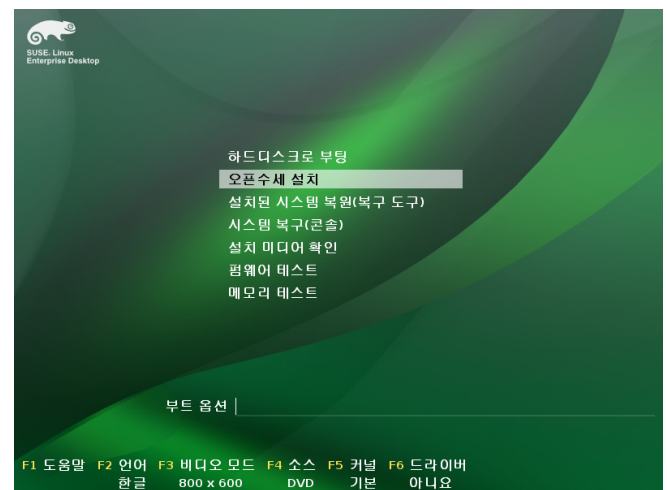 SUSE. Linux
Enterprise Desktop
하드디스크로 부팅
오픈수세 설치
설치된 시스템 복원(복구 도구)
시스템 복구(콘솔)
설치 미디어 확인
펌웨어 테스트
메모리 테스트
부트 옵션
F1 도움말 F2 언어 F3 비디오 모드 F4 소스 F5 커널 F6 드라이버
한글 800 x 600 DVD 기본 아니요